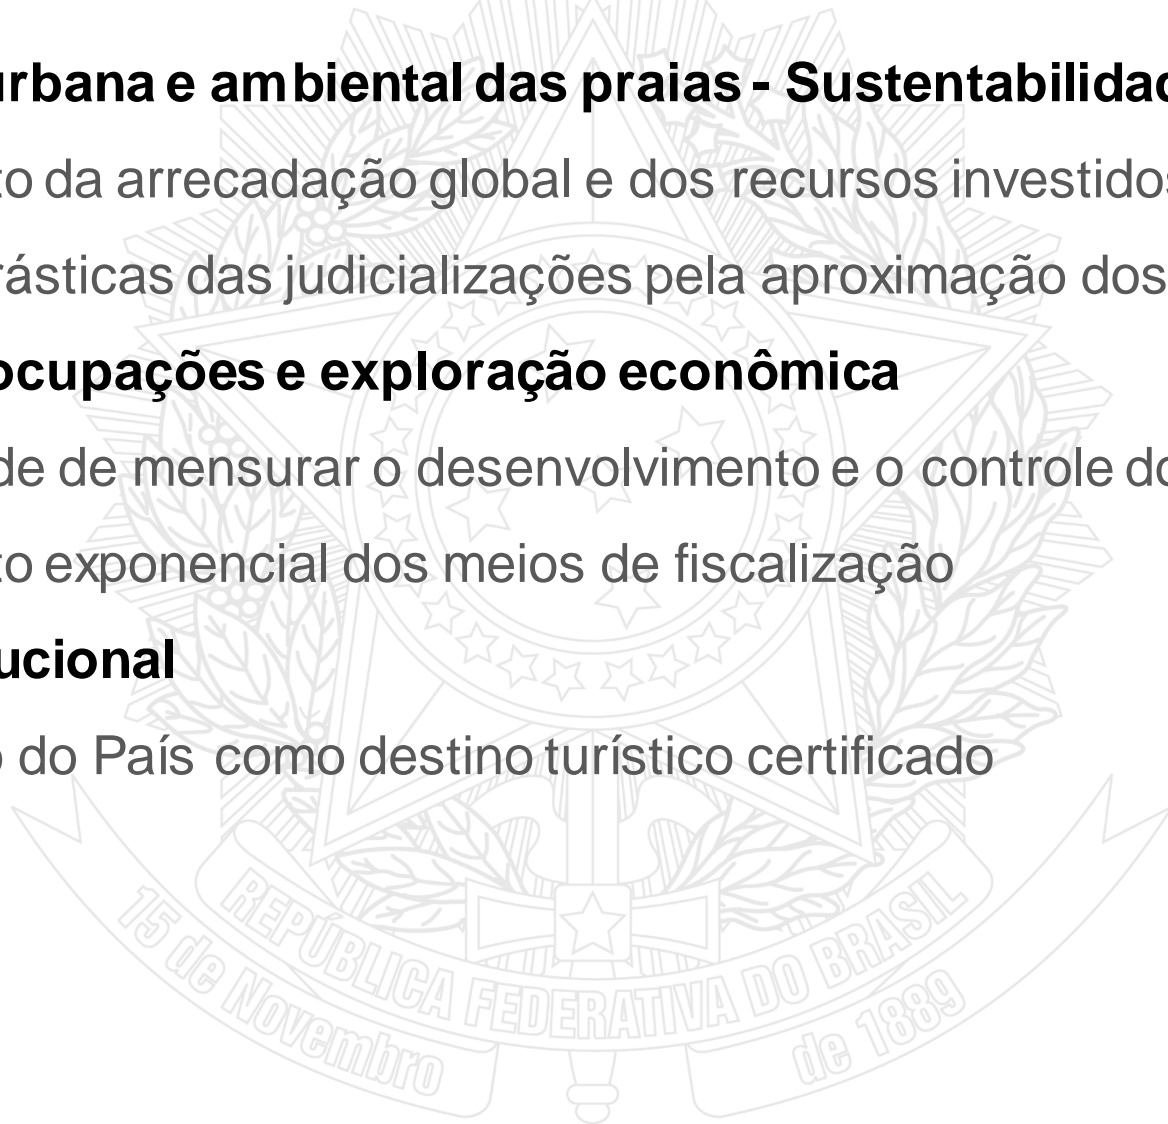 urbana e ambiental das praias - Sustentabilidad
to da arrecadação global e dos recursos investidos
rásticas das judicializações pela aproximação dos
ocupações e exploração econômica
de de mensurar o desenvolvimento e o controle do
to exponencial dos meios de fiscalização
ucional
o do País como destino turístico certificado
REPÚBLICA FEDERATIVA DO BRASIL
15 de Novembro de 1889